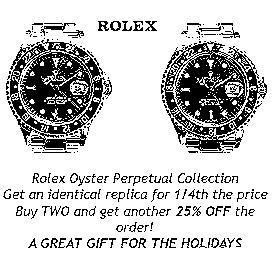 ROLEX
Rolex Oyster Perpetual Collection
Get an identical replica for 1/4th the price
Buy TWO and get another 25% OFF the
order!
A GREAT GIFT FOR THE HOLIDAYS